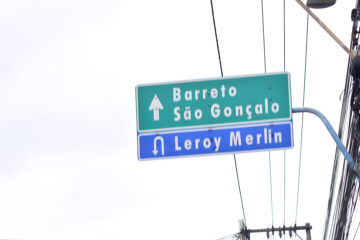 Barreto
São Gonçalo
Leroy Merlin